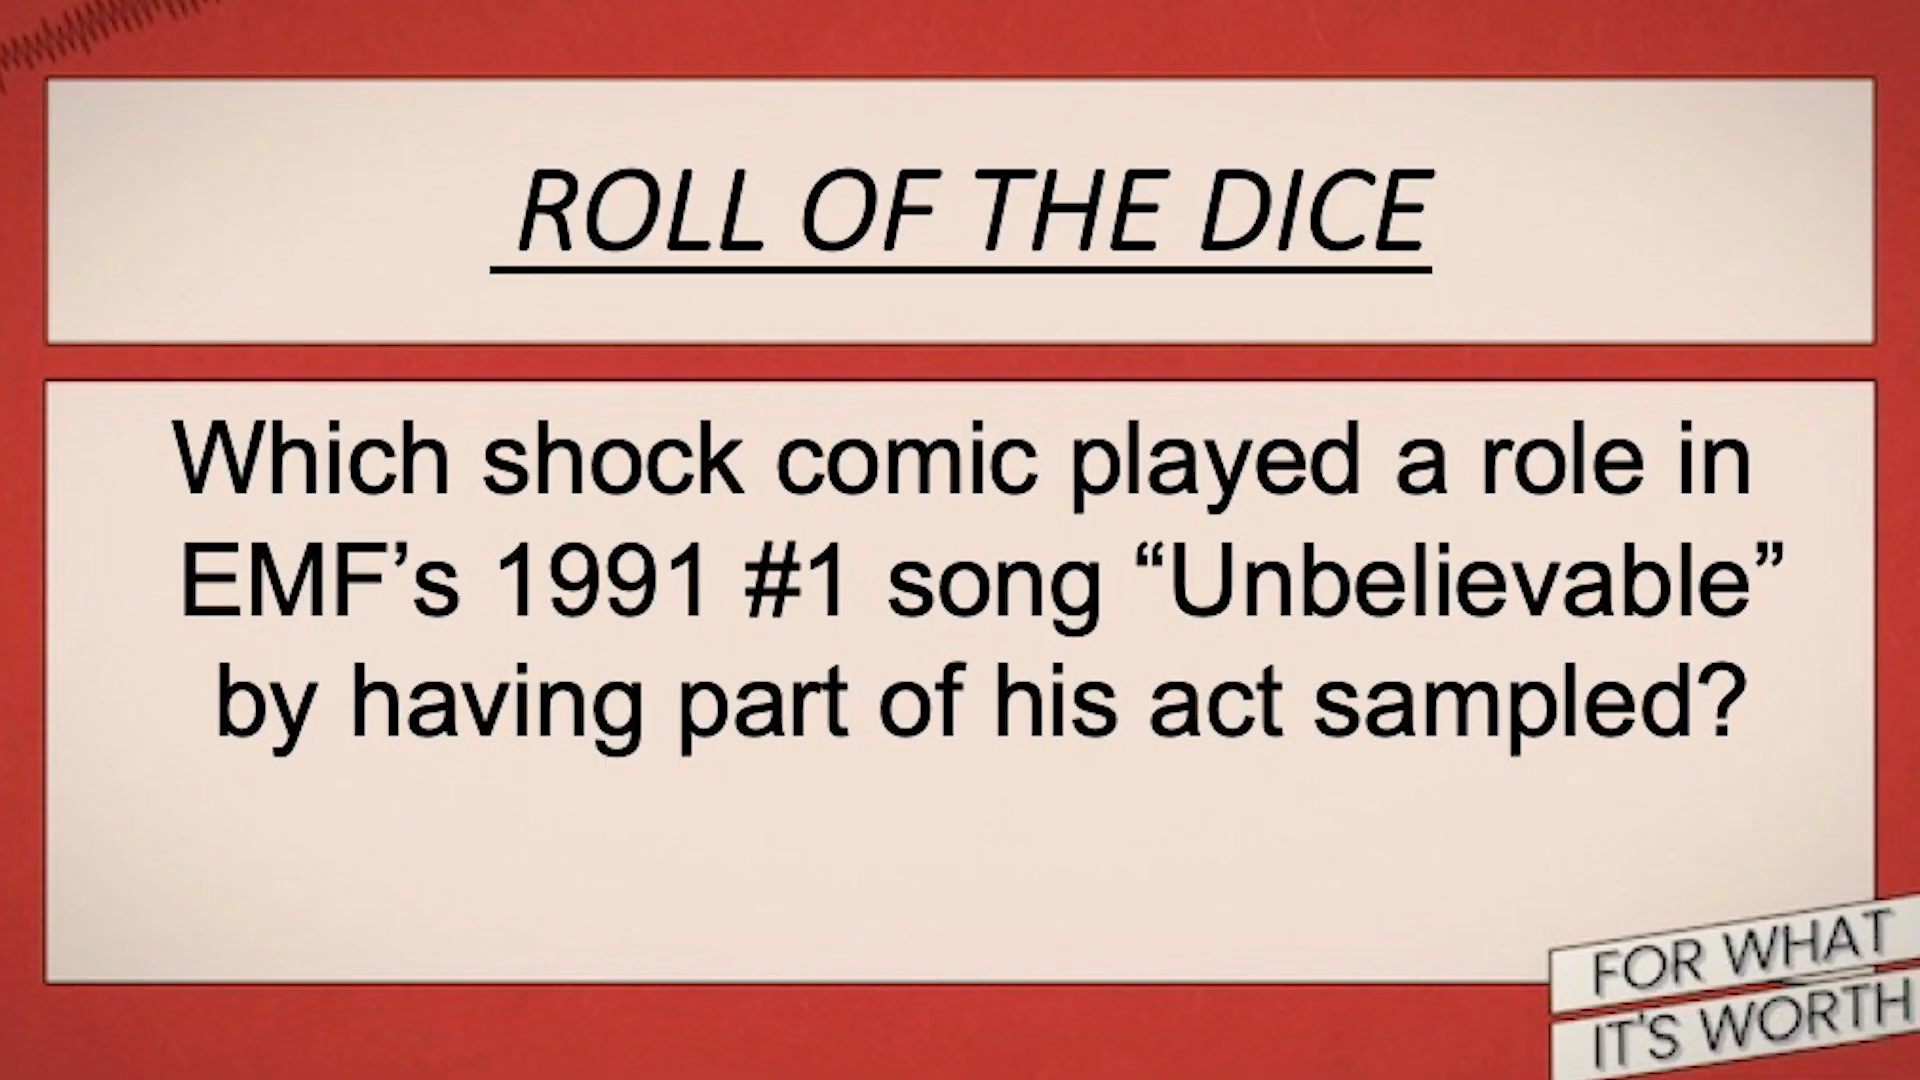 ROLL OF THE DICE
Which shock comic played a role in
EMF’s 1991 #1 song “Unbelievable”
by having part of his act sampled?
FOR WHAT
IT'S WORTH